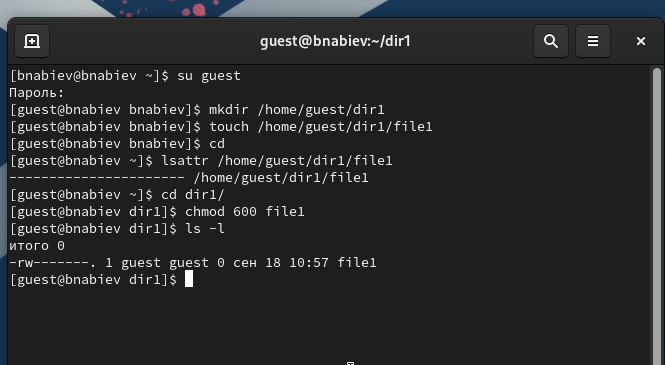 guest@bnabiev:~/dir1
[bnabiev@bnabiev ~]$ su guest
Пароль:
[guest@bnabiev bnabiev]$ mkdir /home/guest/dir1
[guest@bnabiev bnabiev]$ touch /home/guest/dir1/file1
[guest@bnabiev bnabiev]$ cd
[guest@bnabiev ~]$ lsattr /home/guest/dir1/file1
---------------------- /home/guest/dir1/file1
[guest@bnabiev ~]$ cd dir1/
[guest@bnabiev dir1]$ chmod 600 file1
[guest@bnabiev dir1]$ ls -l
итого 0
-rw-------. 1 guest guest 0 сен 18 10:57 file1
[guest@bnabiev dir1]$